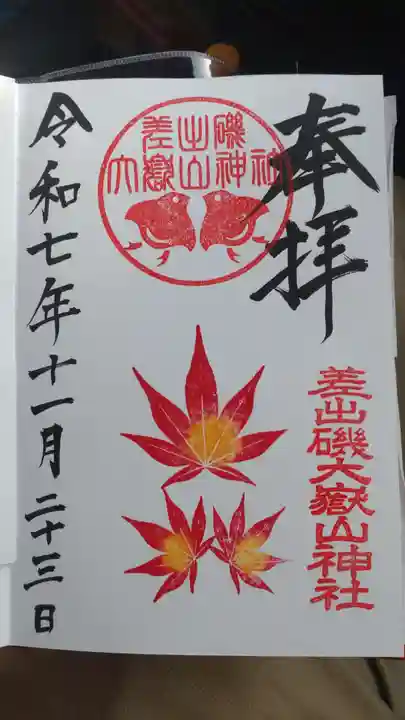 奉拝
差出磯大嶽山神社
差出磯
大嶽山神社
令和七年十一月二十三日